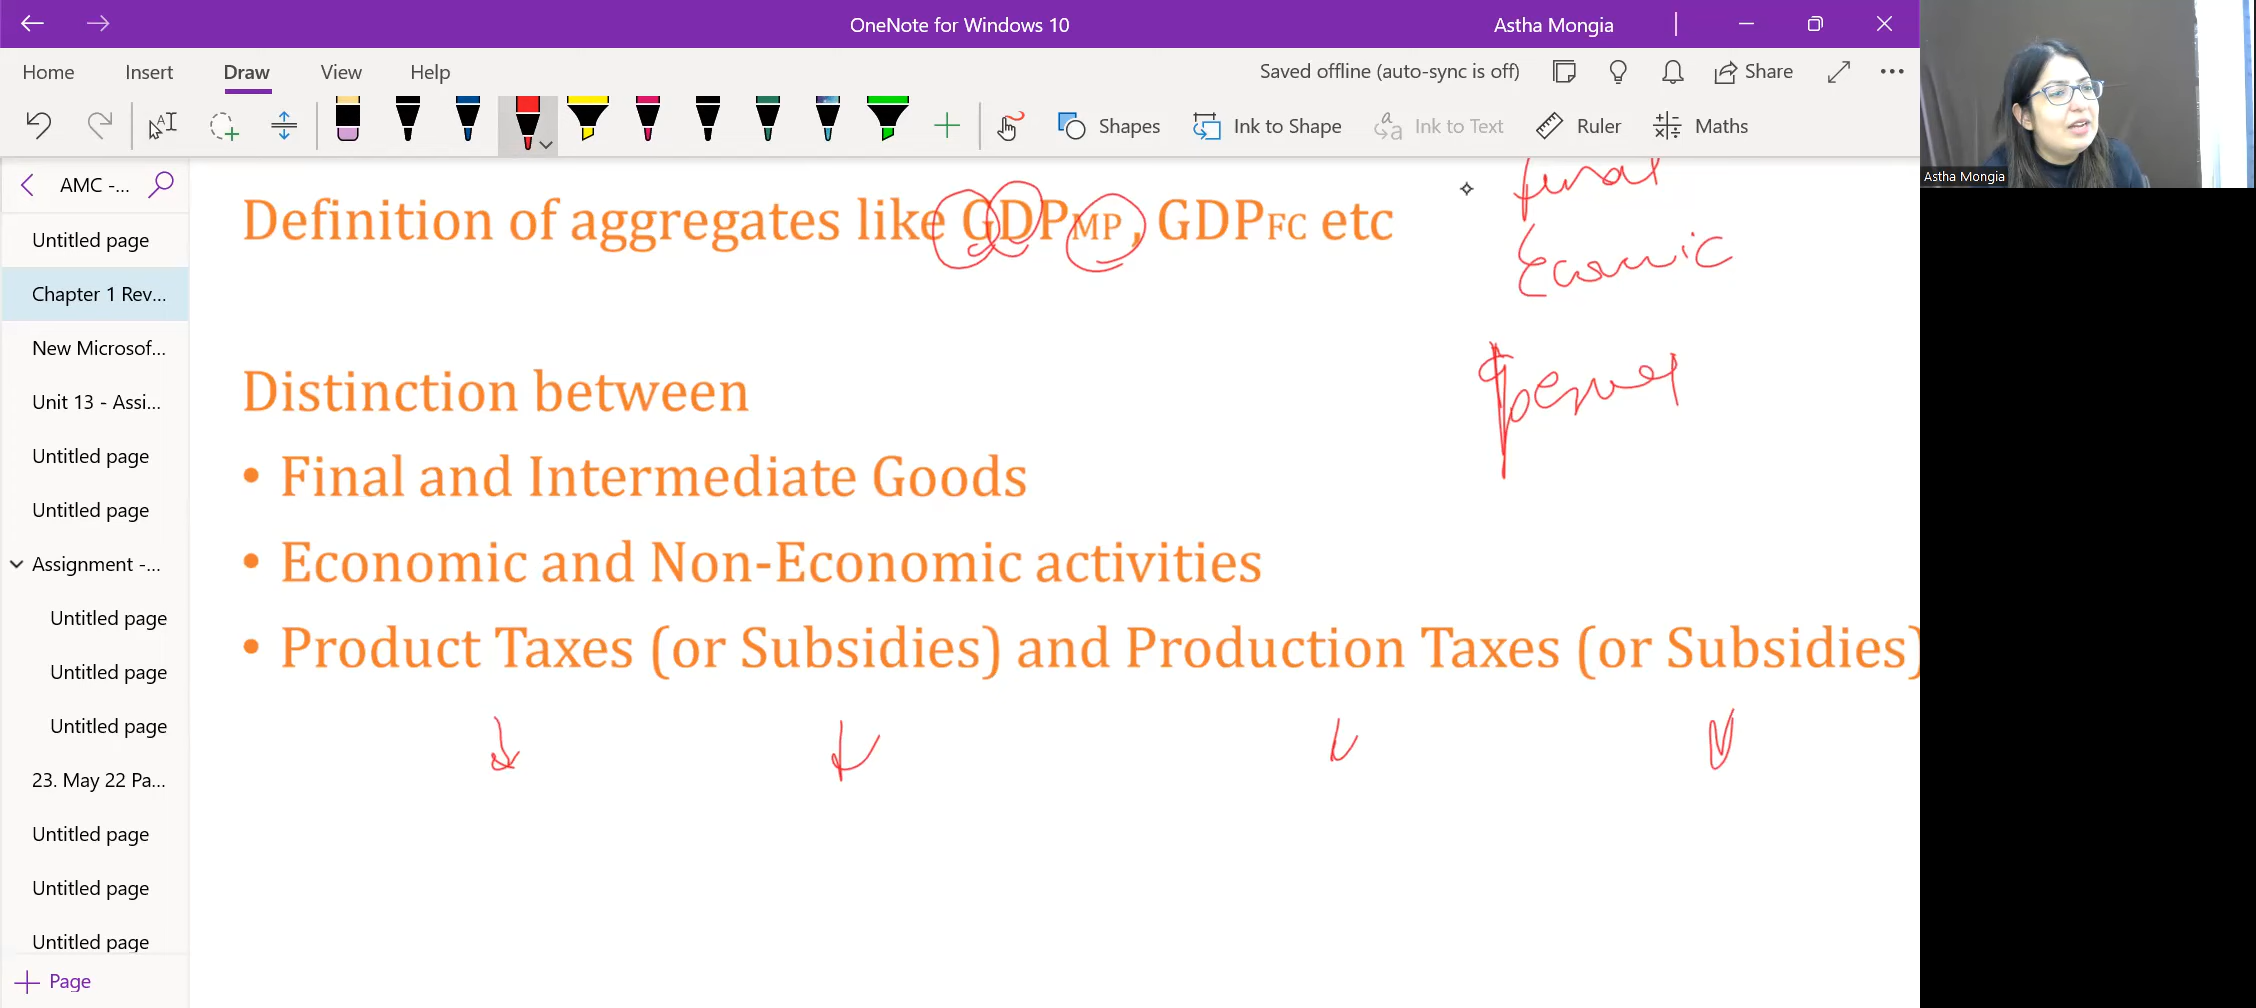 OneNote for Windows 10
Astha Mongia
Home Insert Draw View Help
Saved offline (auto-sync is off) Share
Shapes Ink to Shape Ink to Text Ruler Maths
Astha Mongia
AMC -...
Untitled page
Chapter 1 Rev...
New Microsof...
Unit 13 - Assi...
Untitled page
Untitled page
Assignment -...
Untitled page
Untitled page
Untitled page
23. May 22 Pa...
Untitled page
Untitled page
Untitled page
Page
final
Definition of aggregates like GDPMP, GDPFC etc
Economic
Distinction between
• Final and Intermediate Goods
• Economic and Non-Economic activities
• Product Taxes (or Subsidies) and Production Taxes (or Subsidies)